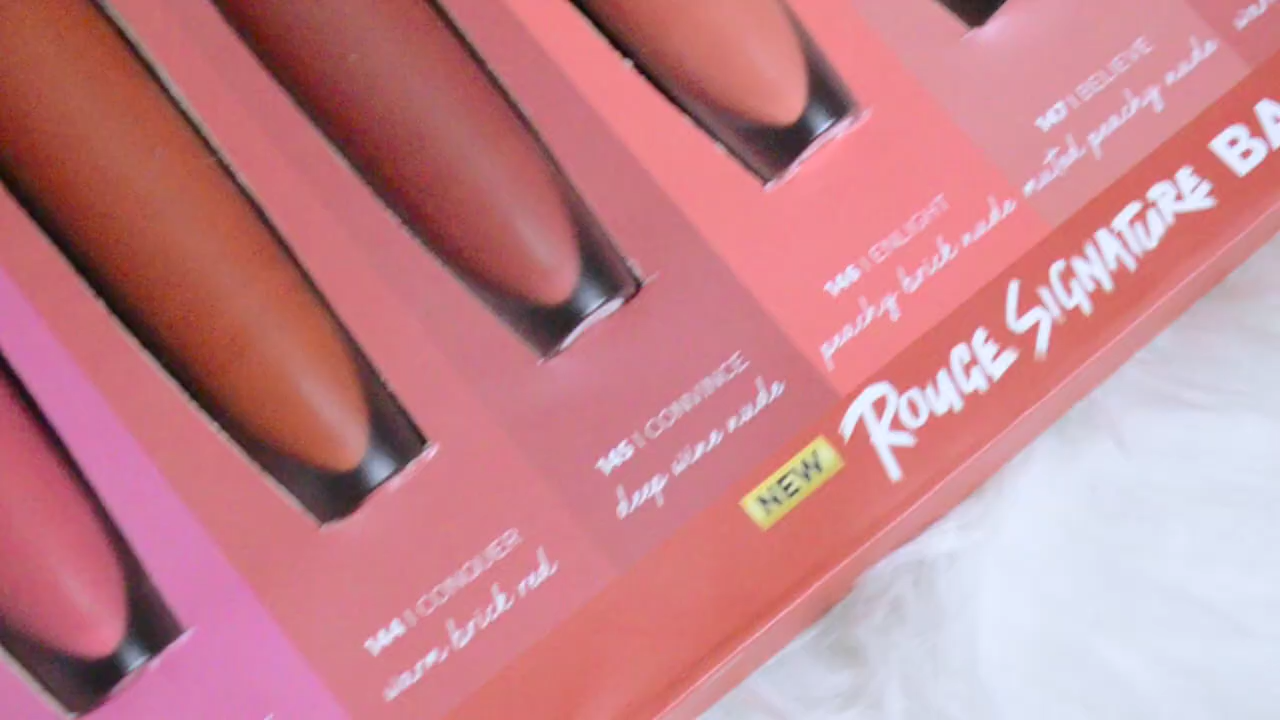 144 | CONQUER
warm brick red
145 | CONVINCE
deep wine nude
146 | ENLIGHT
peachy brick nude
147 | BELIEVE
muted peachy nude
NEW
ROUGE SIGNATURE BA